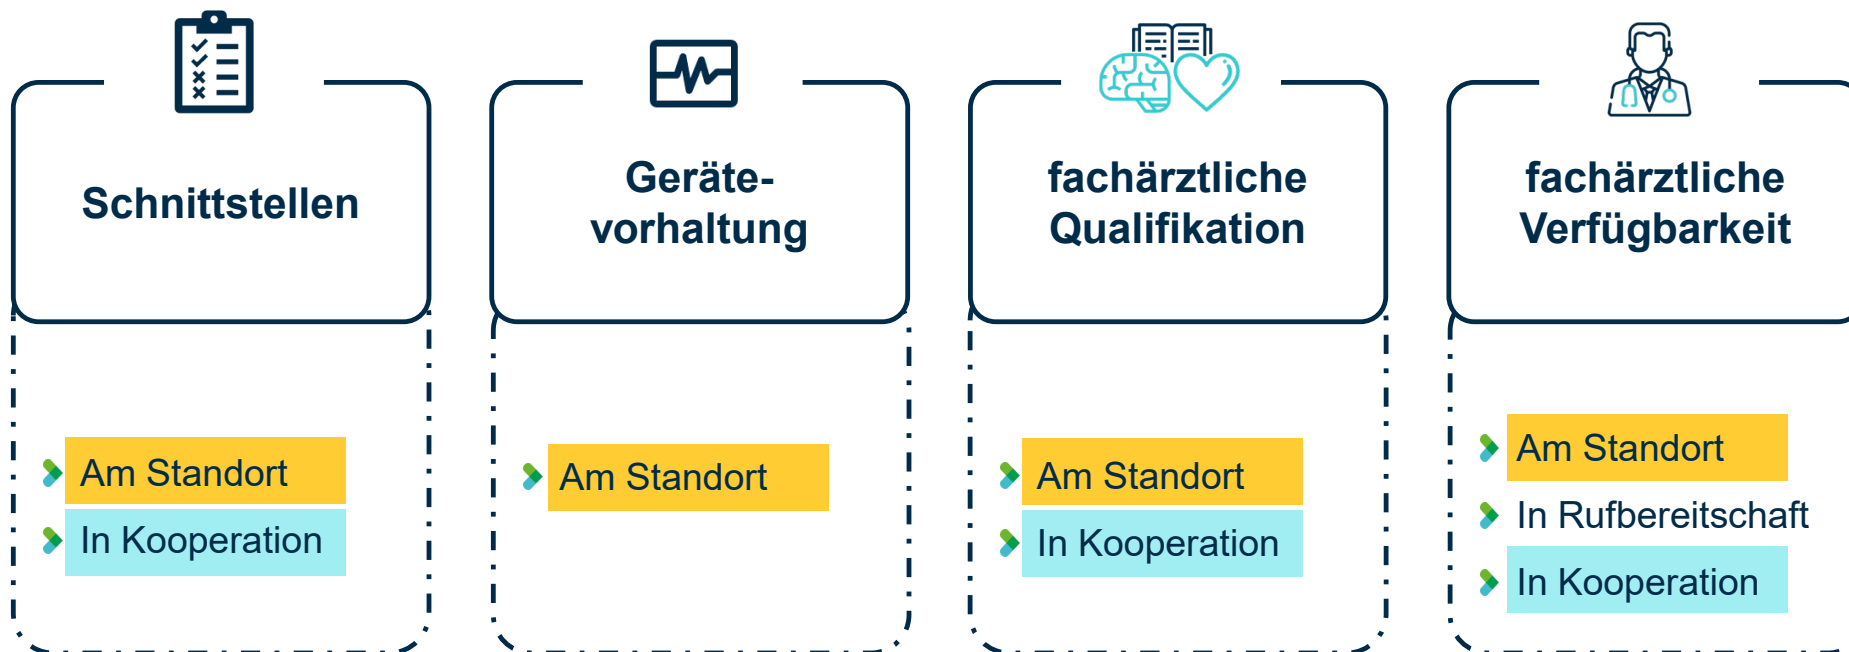 Schnittstellen
Am Standort
In Kooperation
Geräte-
vorhaltung
Am Standort
fachärztliche
Qualifikation
Am Standort
In Kooperation
fachärztliche
Verfügbarkeit
Am Standort
In Rufbereitschaft
In Kooperation